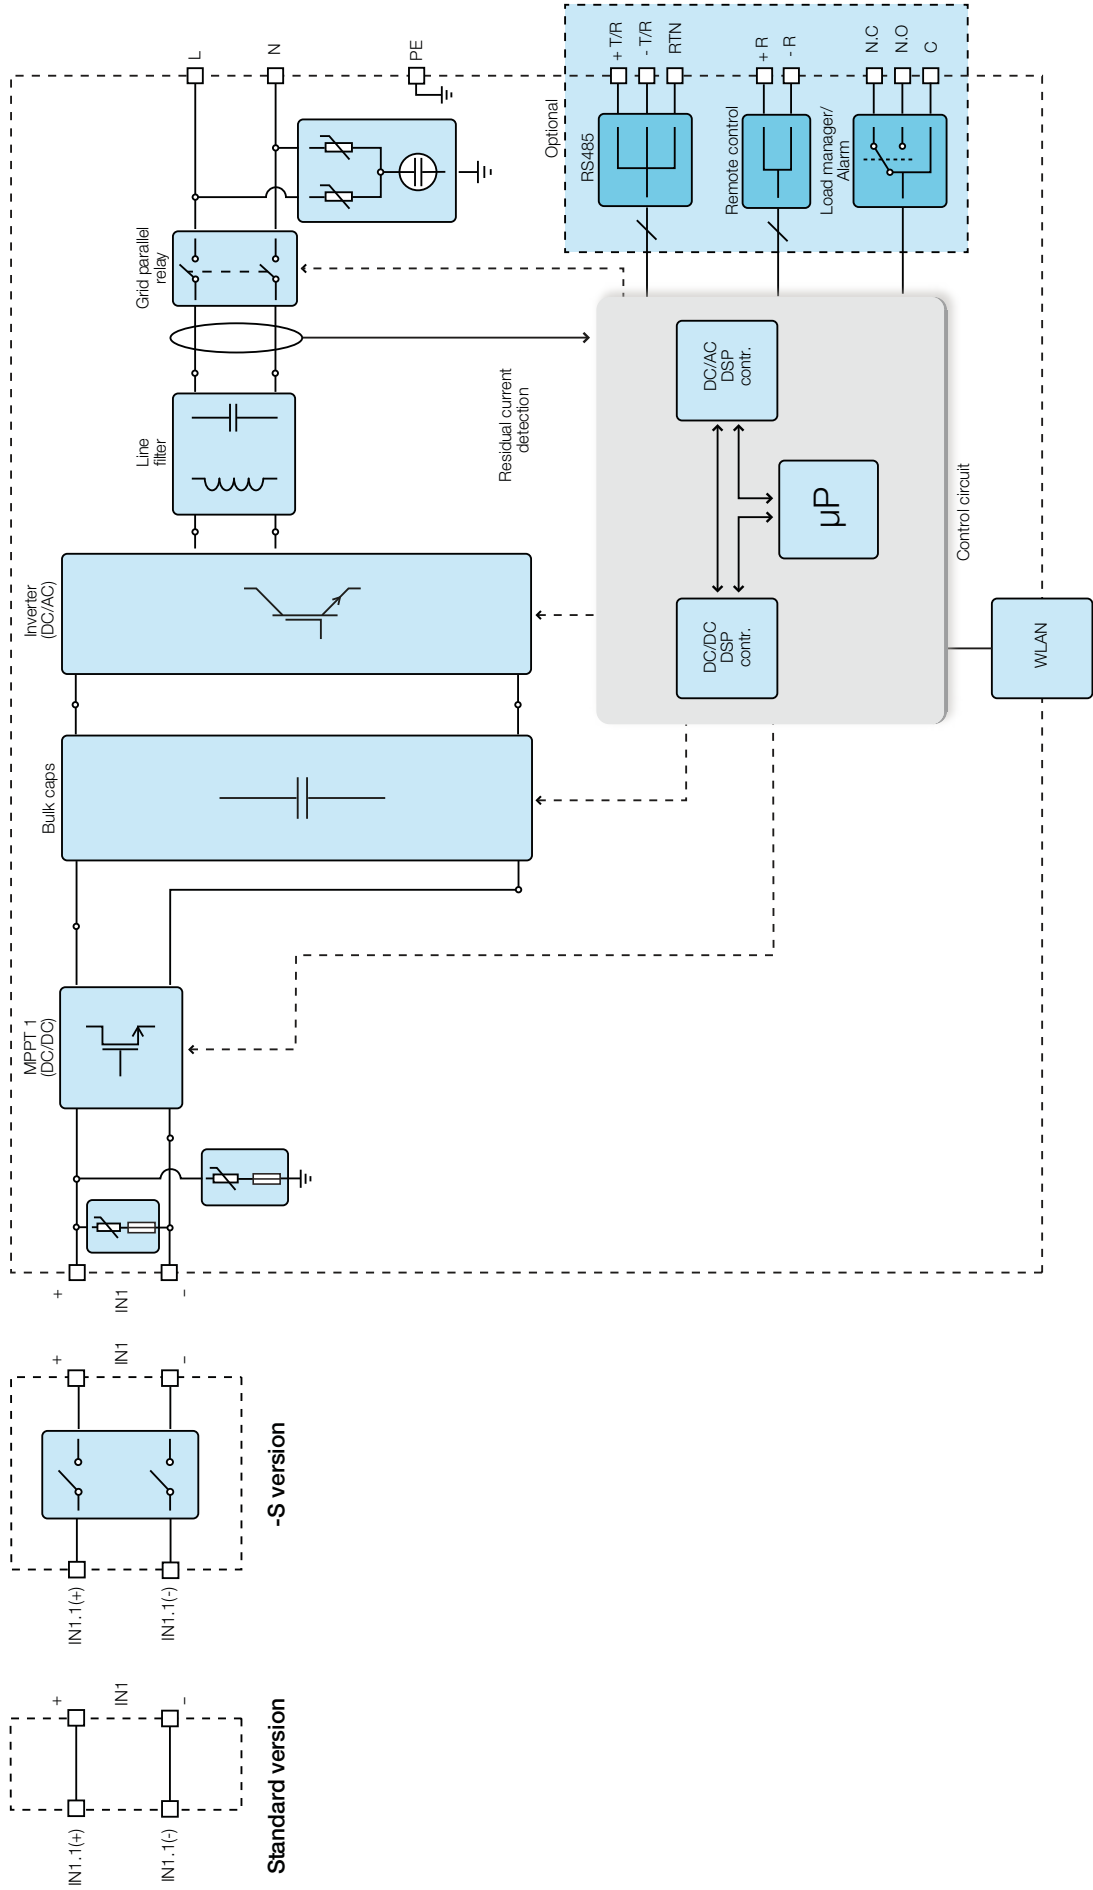 Standard version
IN1.1(+)
IN1.1(-)
+
IN1
–
-S version
IN1.1(+)
IN1.1(-)
+
IN1
–
+
IN1
–
MPPT 1
(DC/DC)
Bulk caps
Inverter
(DC/AC)
Line
filter
Grid parallel
relay
L
N
PE
Residual current
detection
DC/DC
DSP
contr.
DC/AC
DSP
contr.
µP
Control circuit
WLAN
Optional
RS485
+ T/R
- T/R
RTN
Remote control
+ R
- R
Load manager/
Alarm
N.C
N.O
C